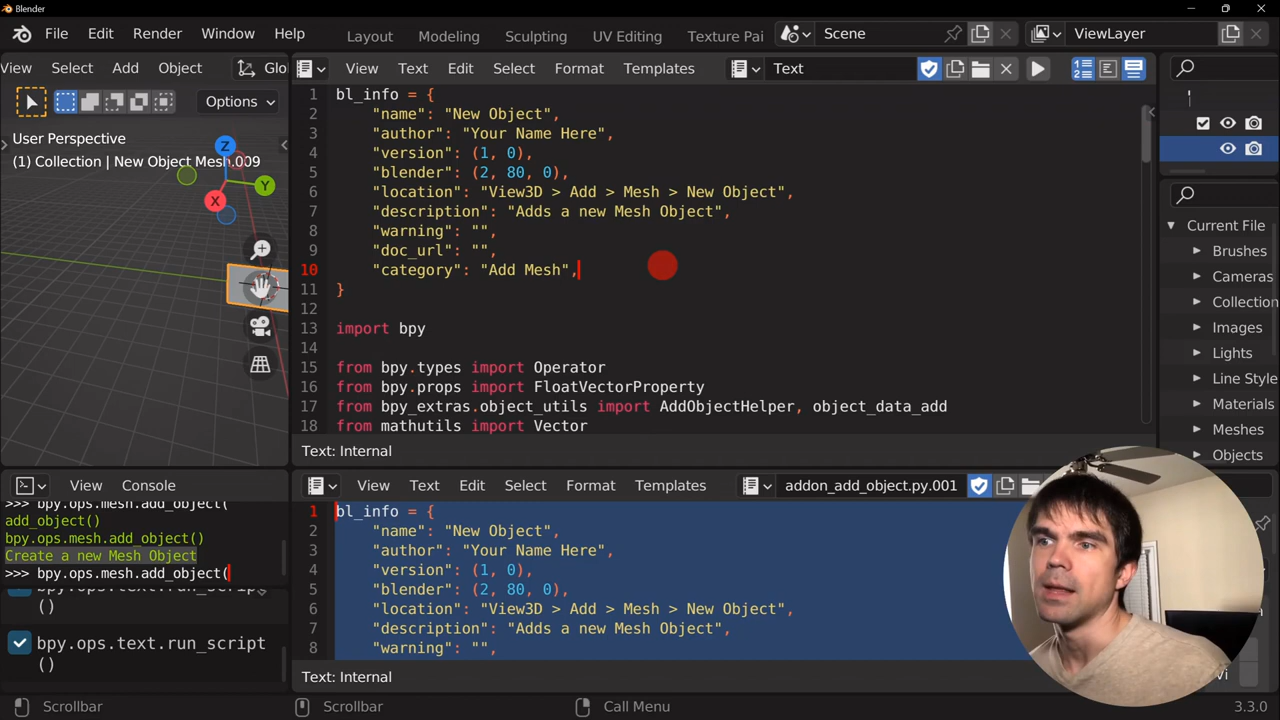 Blender
File Edit Render Window Help
Layout Modeling Sculpting UV Editing Texture Pai
Scene
ViewLayer
View Select Add Object Glo
Options
User Perspective
(1) Collection | New Object Mesh.009
Z
Y
X
View Text Edit Select Format Templates
Text
1 bl_info = {
2 "name": "New Object",
3 "author": "Your Name Here",
4 "version": (1, 0),
5 "blender": (2, 80, 0),
6 "location": "View3D > Add > Mesh > New Object",
7 "description": "Adds a new Mesh Object",
8 "warning": "",
9 "doc_url": "",
10 "category": "Add Mesh",
11 }
12
13 import bpy
14
15 from bpy.types import Operator
16 from bpy.props import FloatVectorProperty
17 from bpy_extras.object_utils import AddObjectHelper, object_data_add
18 from mathutils import Vector
Text: Internal
Current File
Brushes
Cameras
Collection
Images
Lights
Line Style
Materials
Meshes
Objects
View Console
>>> bpy.ops.mesh.add_object(
add_object()
bpy.ops.mesh.add_object()
Create a new Mesh Object
>>> bpy.ops.mesh.add_object(
bpy.ops.text.run_script
()
bpy.ops.text.run_script
()
View Text Edit Select Format Templates
addon_add_object.py.001
1 bl_info = {
2 "name": "New Object",
3 "author": "Your Name Here",
4 "version": (1, 0),
5 "blender": (2, 80, 0),
6 "location": "View3D > Add > Mesh > New Object",
7 "description": "Adds a new Mesh Object",
8 "warning": "",
Text: Internal
Vi
Scrollbar
Scrollbar
Call Menu
3.3.0